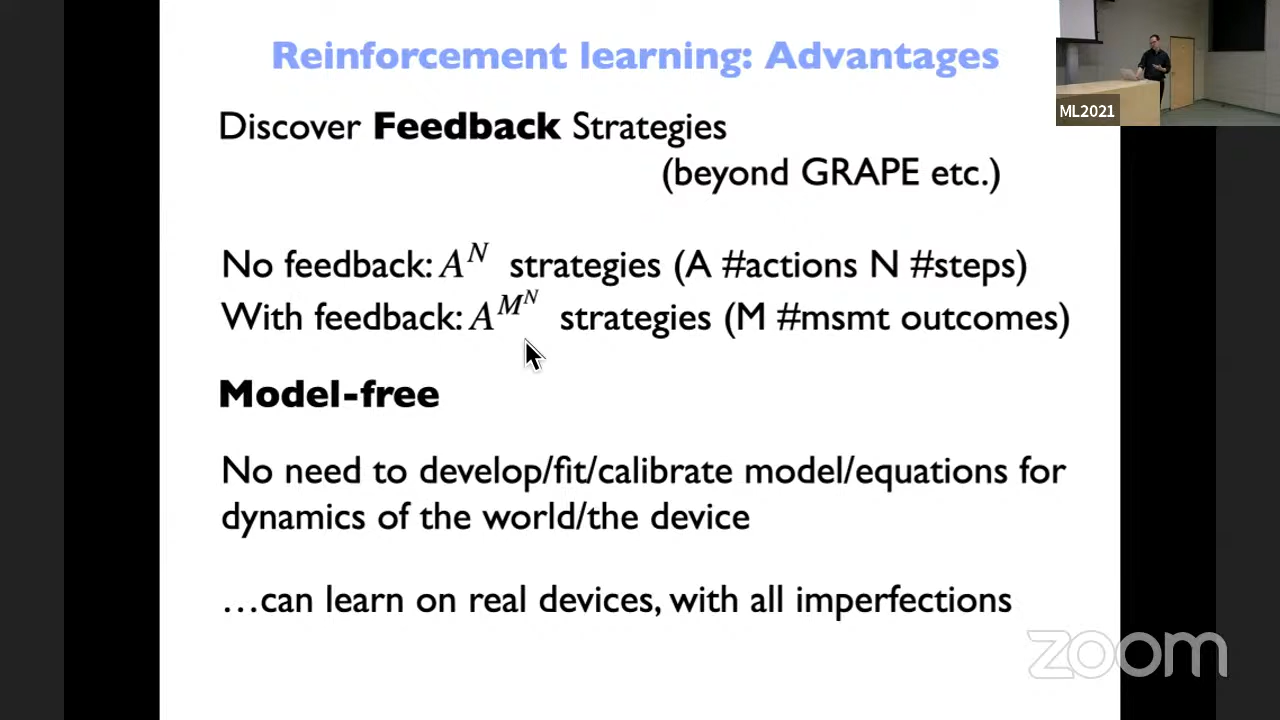 Reinforcement learning: Advantages
ML2021
Discover Feedback Strategies
(beyond GRAPE etc.)
No feedback: A^N strategies (A #actions N #steps)
With feedback: A^{M^N} strategies (M #msmt outcomes)
Model-free
No need to develop/fit/calibrate model/equations for
dynamics of the world/the device
…can learn on real devices, with all imperfections
zoom